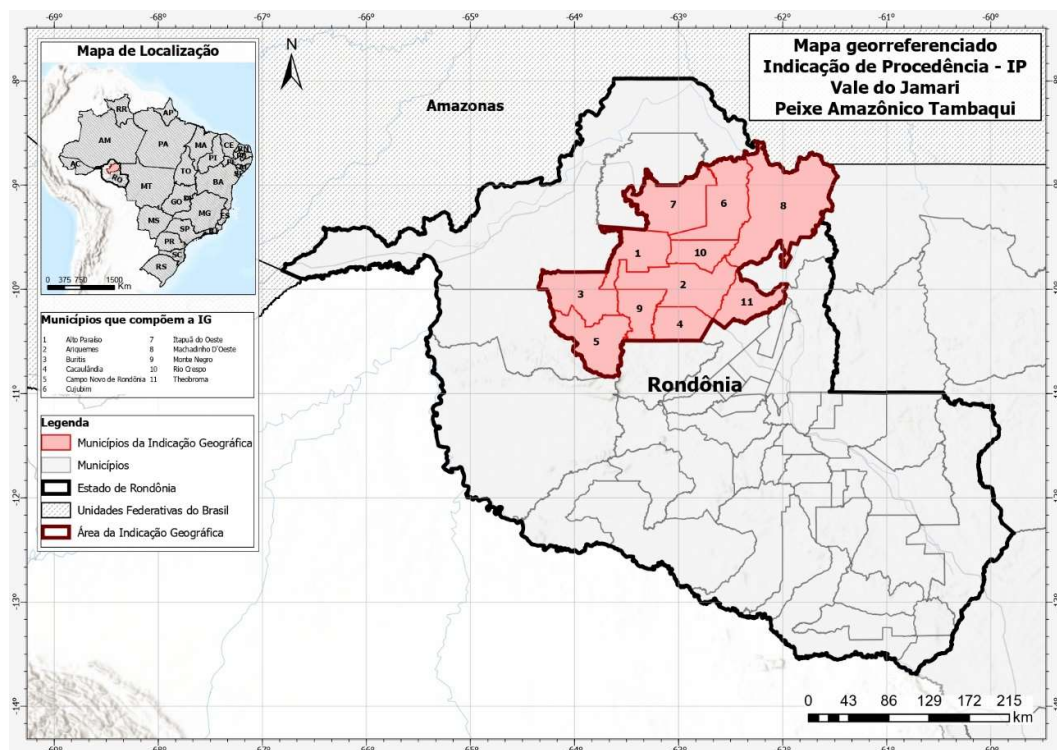 Mapa de Localização
RR
AP
AM
PA
MA
CE
PI
AC
TO
RO
BA
MT
GO
MG
ES
MS
SP
PR
SC
RS
0 375 750 1500
Km
Municípios que compõem a IG
1 Alto Paraíso 7 Itapuã do Oeste
2 Ariquemes 8 Machadinho D'Oeste
3 Buritis 9 Monte Negro
4 Cacaulândia 10 Rio Crespo
5 Campo Novo de Rondônia 11 Theobroma
6 Cujubim
Legenda
Municípios da Indicação Geográfica
Municípios
Estado de Rondônia
Unidades Federativas do Brasil
Área da Indicação Geográfica
N
Amazonas
Mapa georreferenciado
Indicação de Procedência - IP
Vale do Jamari
Peixe Amazônico Tambaqui
7
6
8
1
10
3
2
9
4
11
5
Rondônia
0 43 86 129 172 215
km
-69° -68° -67° -66° -65° -64° -63° -62° -61° -60°
-8°
-9°
-10°
-11°
-12°
-13°
-14°